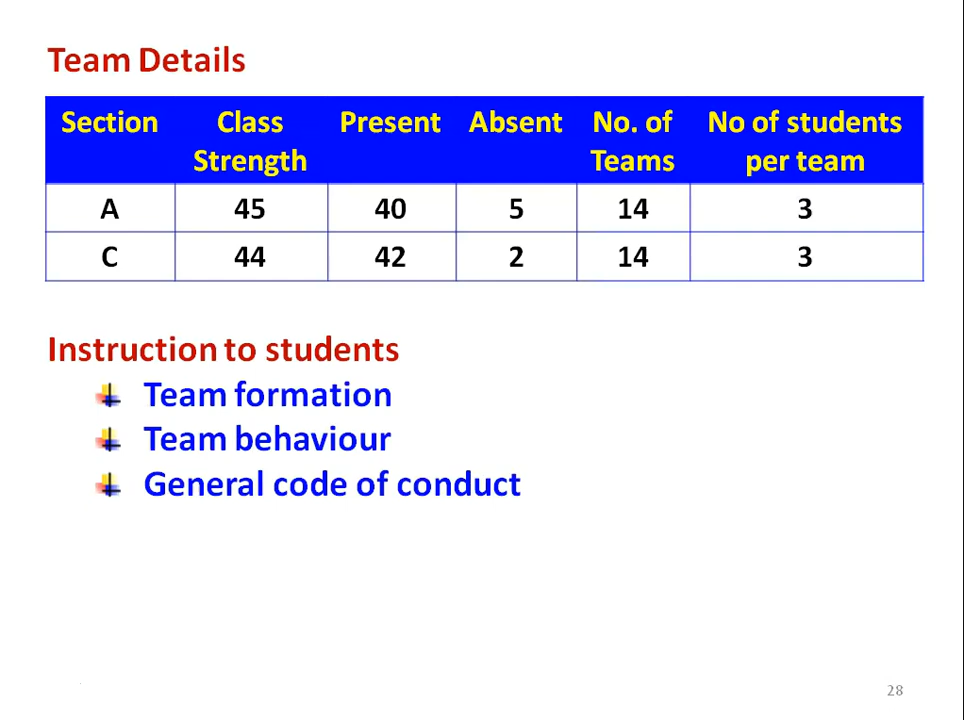 Team Details
Section Class Strength Present Absent No. of Teams No of students per team
A 45 40 5 14 3
C 44 42 2 14 3
Instruction to students
Team formation
Team behaviour
General code of conduct
28